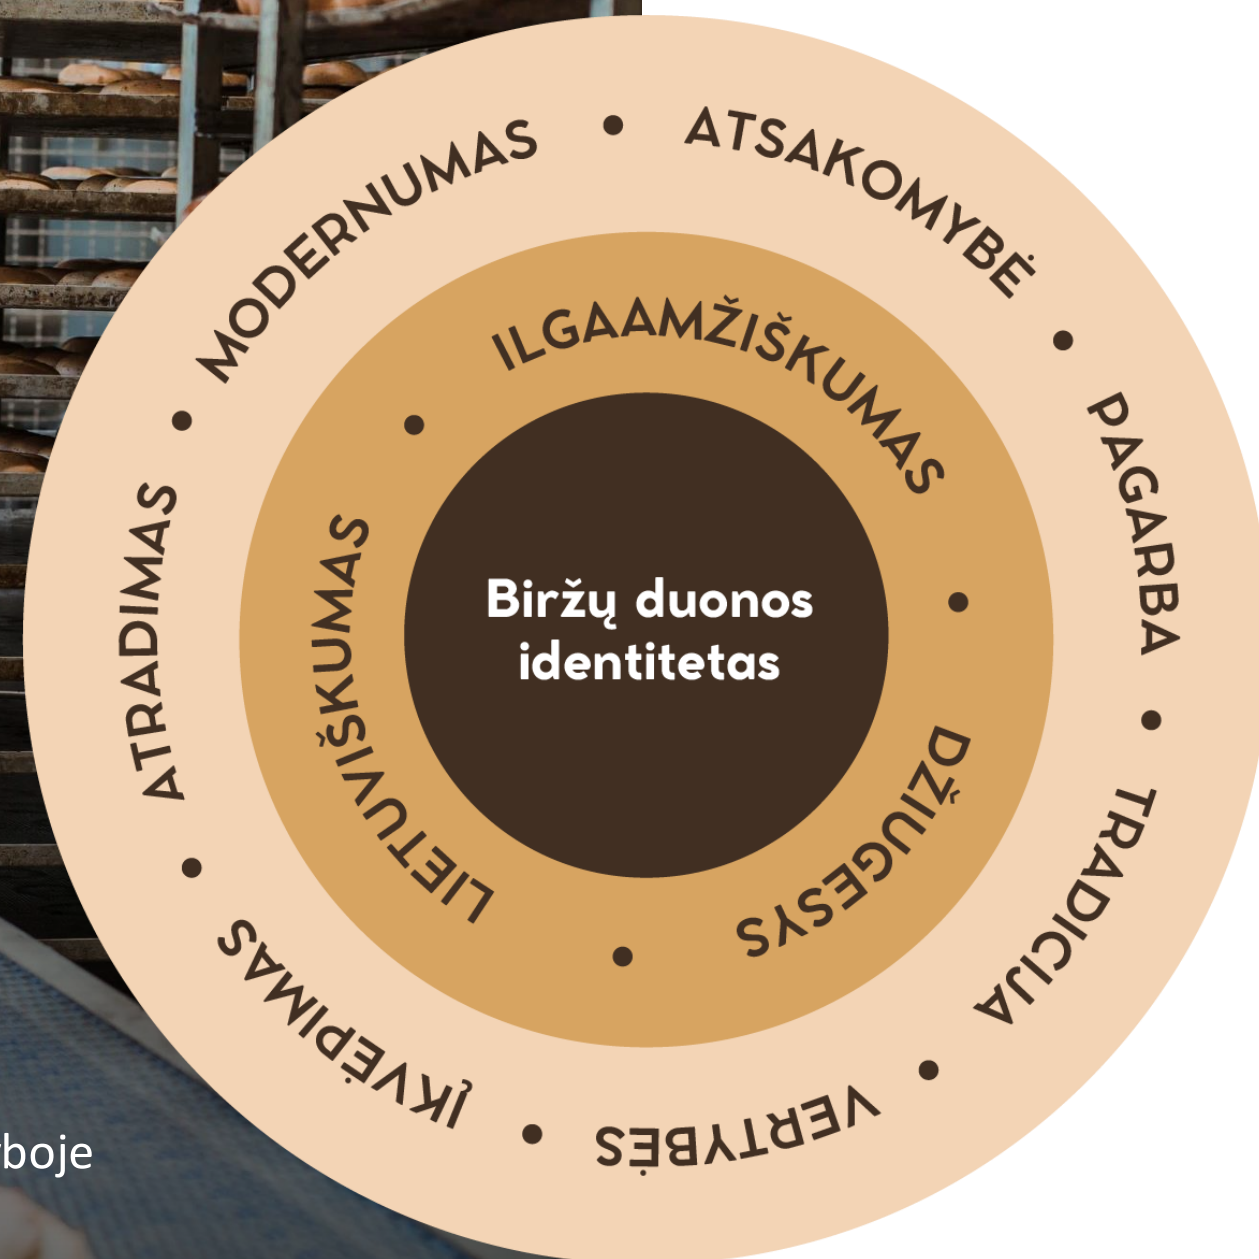 MODERNUMAS • ATSAKOMYBĖ • PAGARBA • TRADICIJA • VERTYBĖS • ĮKVĖPIMAS • ATRADIMAS •
ILGAAMŽIŠKUMAS • DŽIUGESYS • LIETUVIŠKUMAS •
Biržų duonos
identitetas